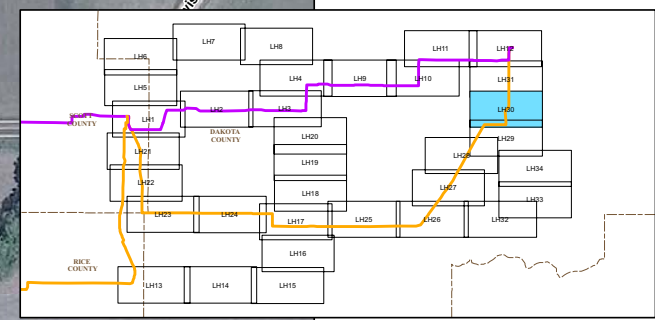 LH7
LH8
LH11
LH12
LH6
LH5
LH4
LH9
LH10
LH31
LH1
LH2
LH3
LH30
SCOTT
COUNTY
DAKOTA
COUNTY
LH20
LH29
LH21
LH19
LH28
LH34
LH22
LH18
LH27
LH33
LH23
LH24
LH17
LH25
LH26
LH32
LH16
RICE
COUNTY
LH13
LH14
LH15